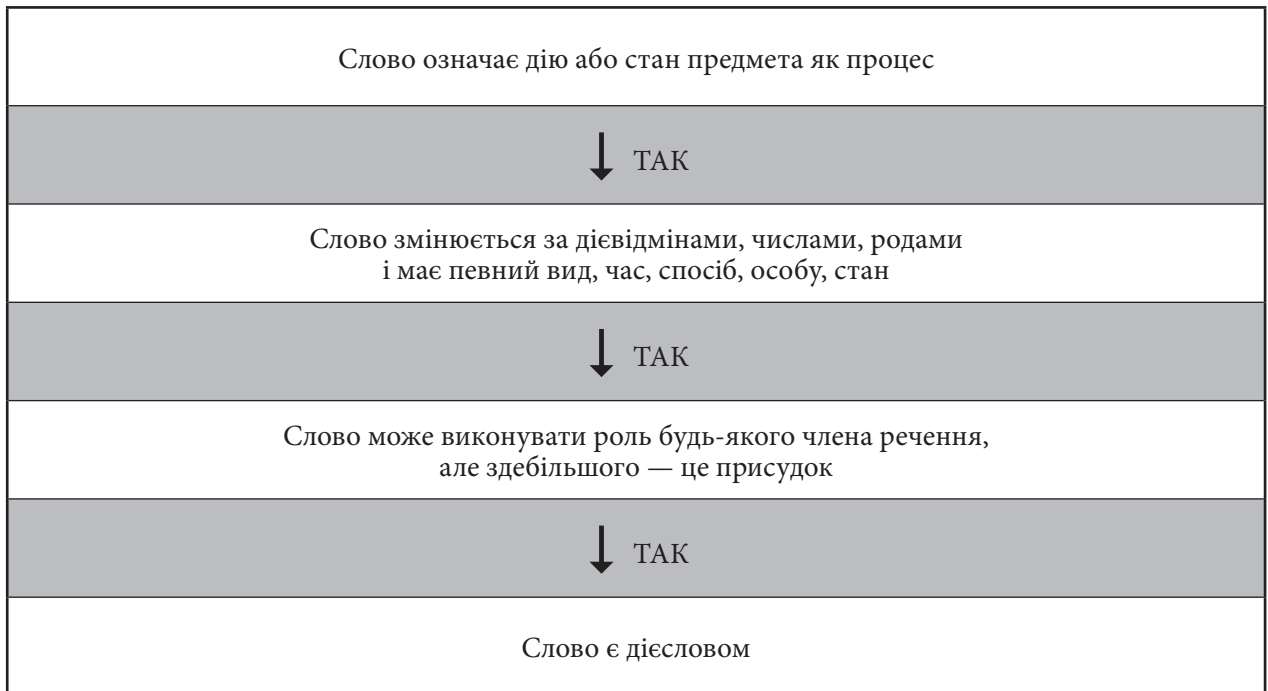 Слово означає дію або стан предмета як процес
ТАК
Слово змінюється за дієвідмінами, числами, родами
і має певний вид, час, спосіб, особу, стан
ТАК
Слово може виконувати роль будь-якого члена речення,
але здебільшого — це присудок
ТАК
Слово є дієсловом